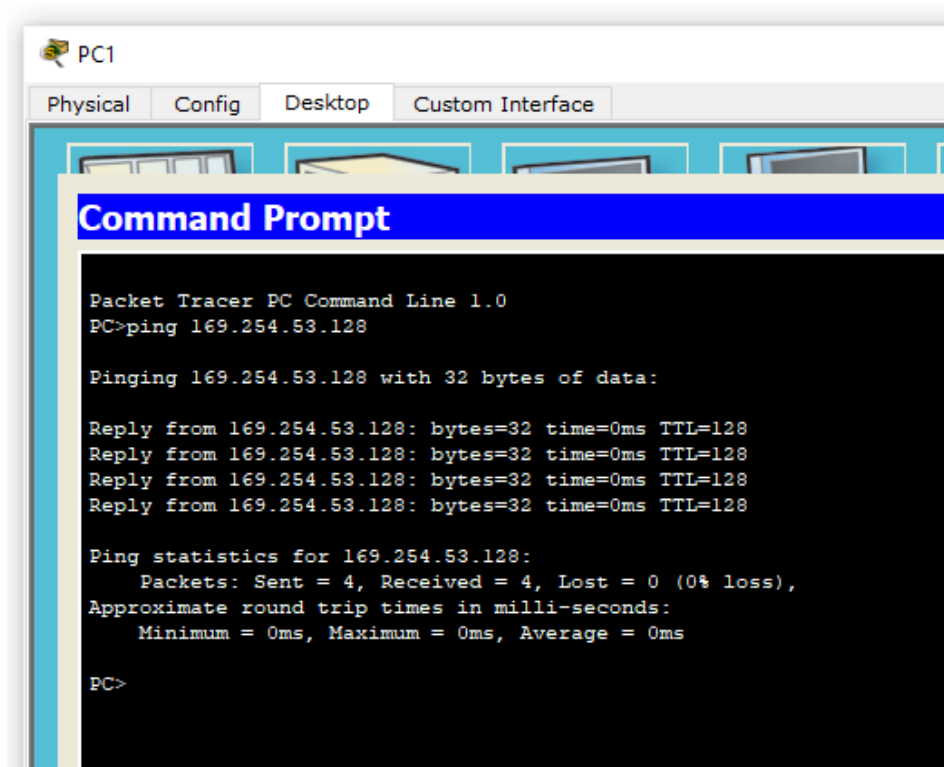 PC1
Physical Config Desktop Custom Interface
Command Prompt
Packet Tracer PC Command Line 1.0
PC>ping 169.254.53.128
Pinging 169.254.53.128 with 32 bytes of data:
Reply from 169.254.53.128: bytes=32 time=0ms TTL=128
Reply from 169.254.53.128: bytes=32 time=0ms TTL=128
Reply from 169.254.53.128: bytes=32 time=0ms TTL=128
Reply from 169.254.53.128: bytes=32 time=0ms TTL=128
Ping statistics for 169.254.53.128:
Packets: Sent = 4, Received = 4, Lost = 0 (0% loss),
Approximate round trip times in milli-seconds:
Minimum = 0ms, Maximum = 0ms, Average = 0ms
PC>